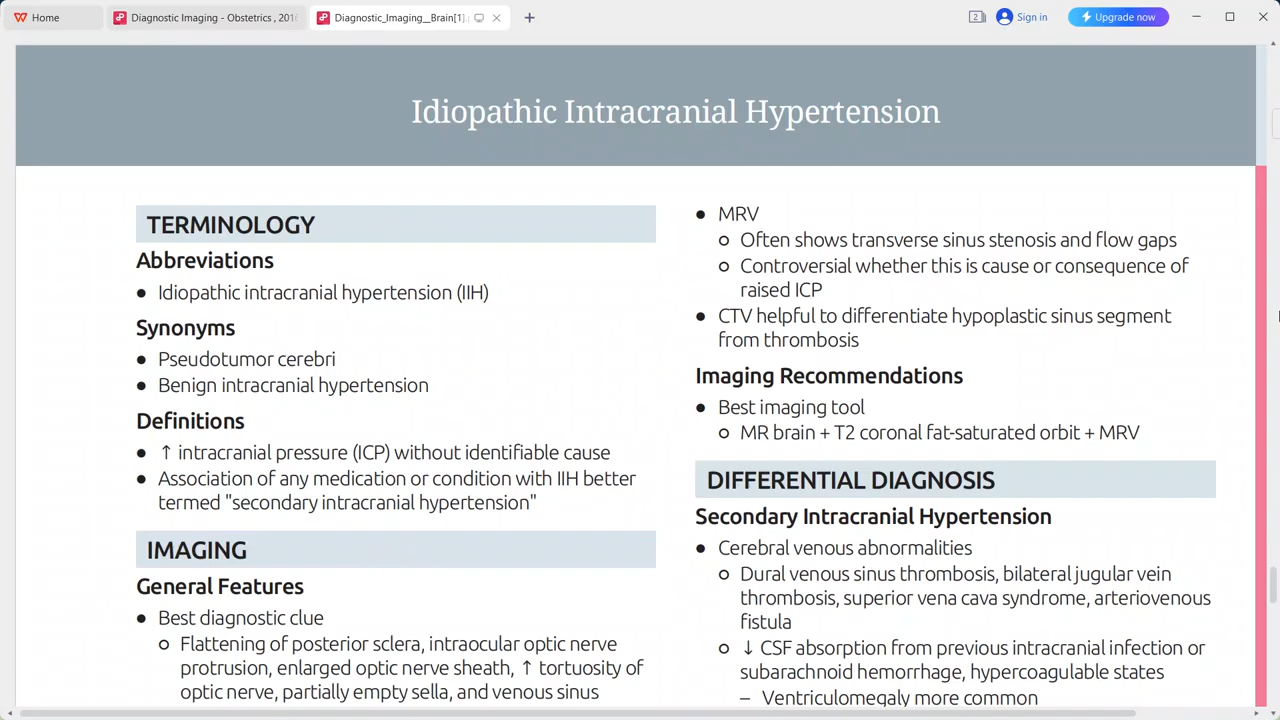 Home
Diagnostic Imaging - Obstetrics , 2016
Diagnostic_Imaging__Brain[1].
2
Sign in
Upgrade now
Idiopathic Intracranial Hypertension
TERMINOLOGY
Abbreviations
● Idiopathic intracranial hypertension (IIH)
Synonyms
● Pseudotumor cerebri
● Benign intracranial hypertension
Definitions
● ↑ intracranial pressure (ICP) without identifiable cause
● Association of any medication or condition with IIH better
termed "secondary intracranial hypertension"
IMAGING
General Features
● Best diagnostic clue
○ Flattening of posterior sclera, intraocular optic nerve
protrusion, enlarged optic nerve sheath, ↑ tortuosity of
optic nerve, partially empty sella, and venous sinus
● MRV
○ Often shows transverse sinus stenosis and flow gaps
○ Controversial whether this is cause or consequence of
raised ICP
● CTV helpful to differentiate hypoplastic sinus segment
from thrombosis
Imaging Recommendations
● Best imaging tool
○ MR brain + T2 coronal fat-saturated orbit + MRV
DIFFERENTIAL DIAGNOSIS
Secondary Intracranial Hypertension
● Cerebral venous abnormalities
○ Dural venous sinus thrombosis, bilateral jugular vein
thrombosis, superior vena cava syndrome, arteriovenous
fistula
○ ↓ CSF absorption from previous intracranial infection or
subarachnoid hemorrhage, hypercoagulable states
– Ventriculomegaly more common